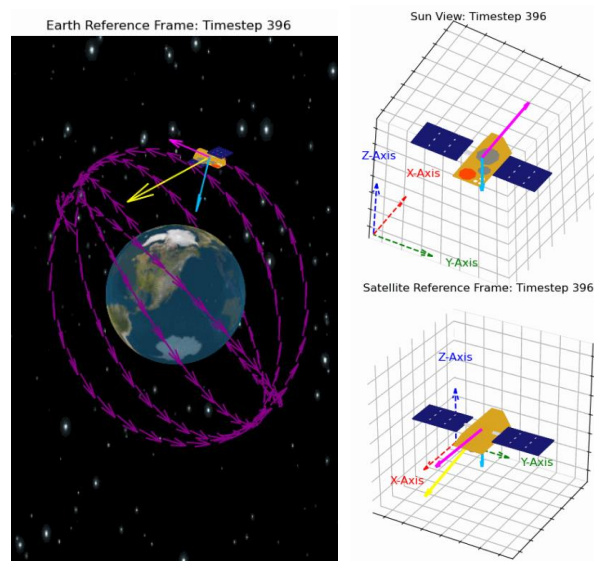 Earth Reference Frame: Timestep 396
Sun View: Timestep 396
Z-Axis
X-Axis
Y-Axis
Satellite Reference Frame: Timestep 396
Z-Axis
Y-Axis
X-Axis